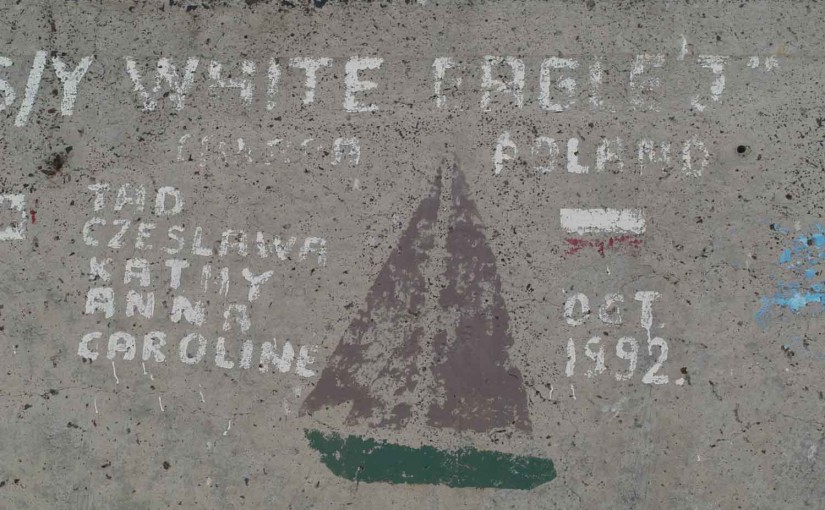 S/Y WHITE EAGLE'J"
POLAND
TAD
CZESLAWA
KATHY
ANNA
CAROLINE
OCT.
1992.